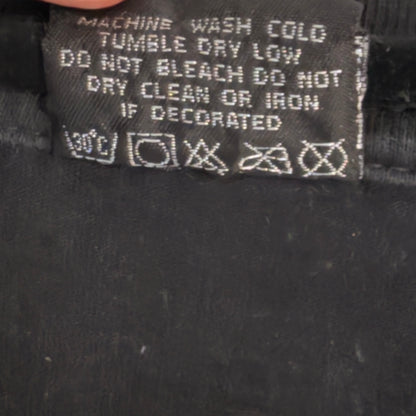 MACHINE WASH COLD
TUMBLE DRY LOW
DO NOT BLEACH DO NOT
DRY CLEAN OR IRON
IF DECORATED
30°C